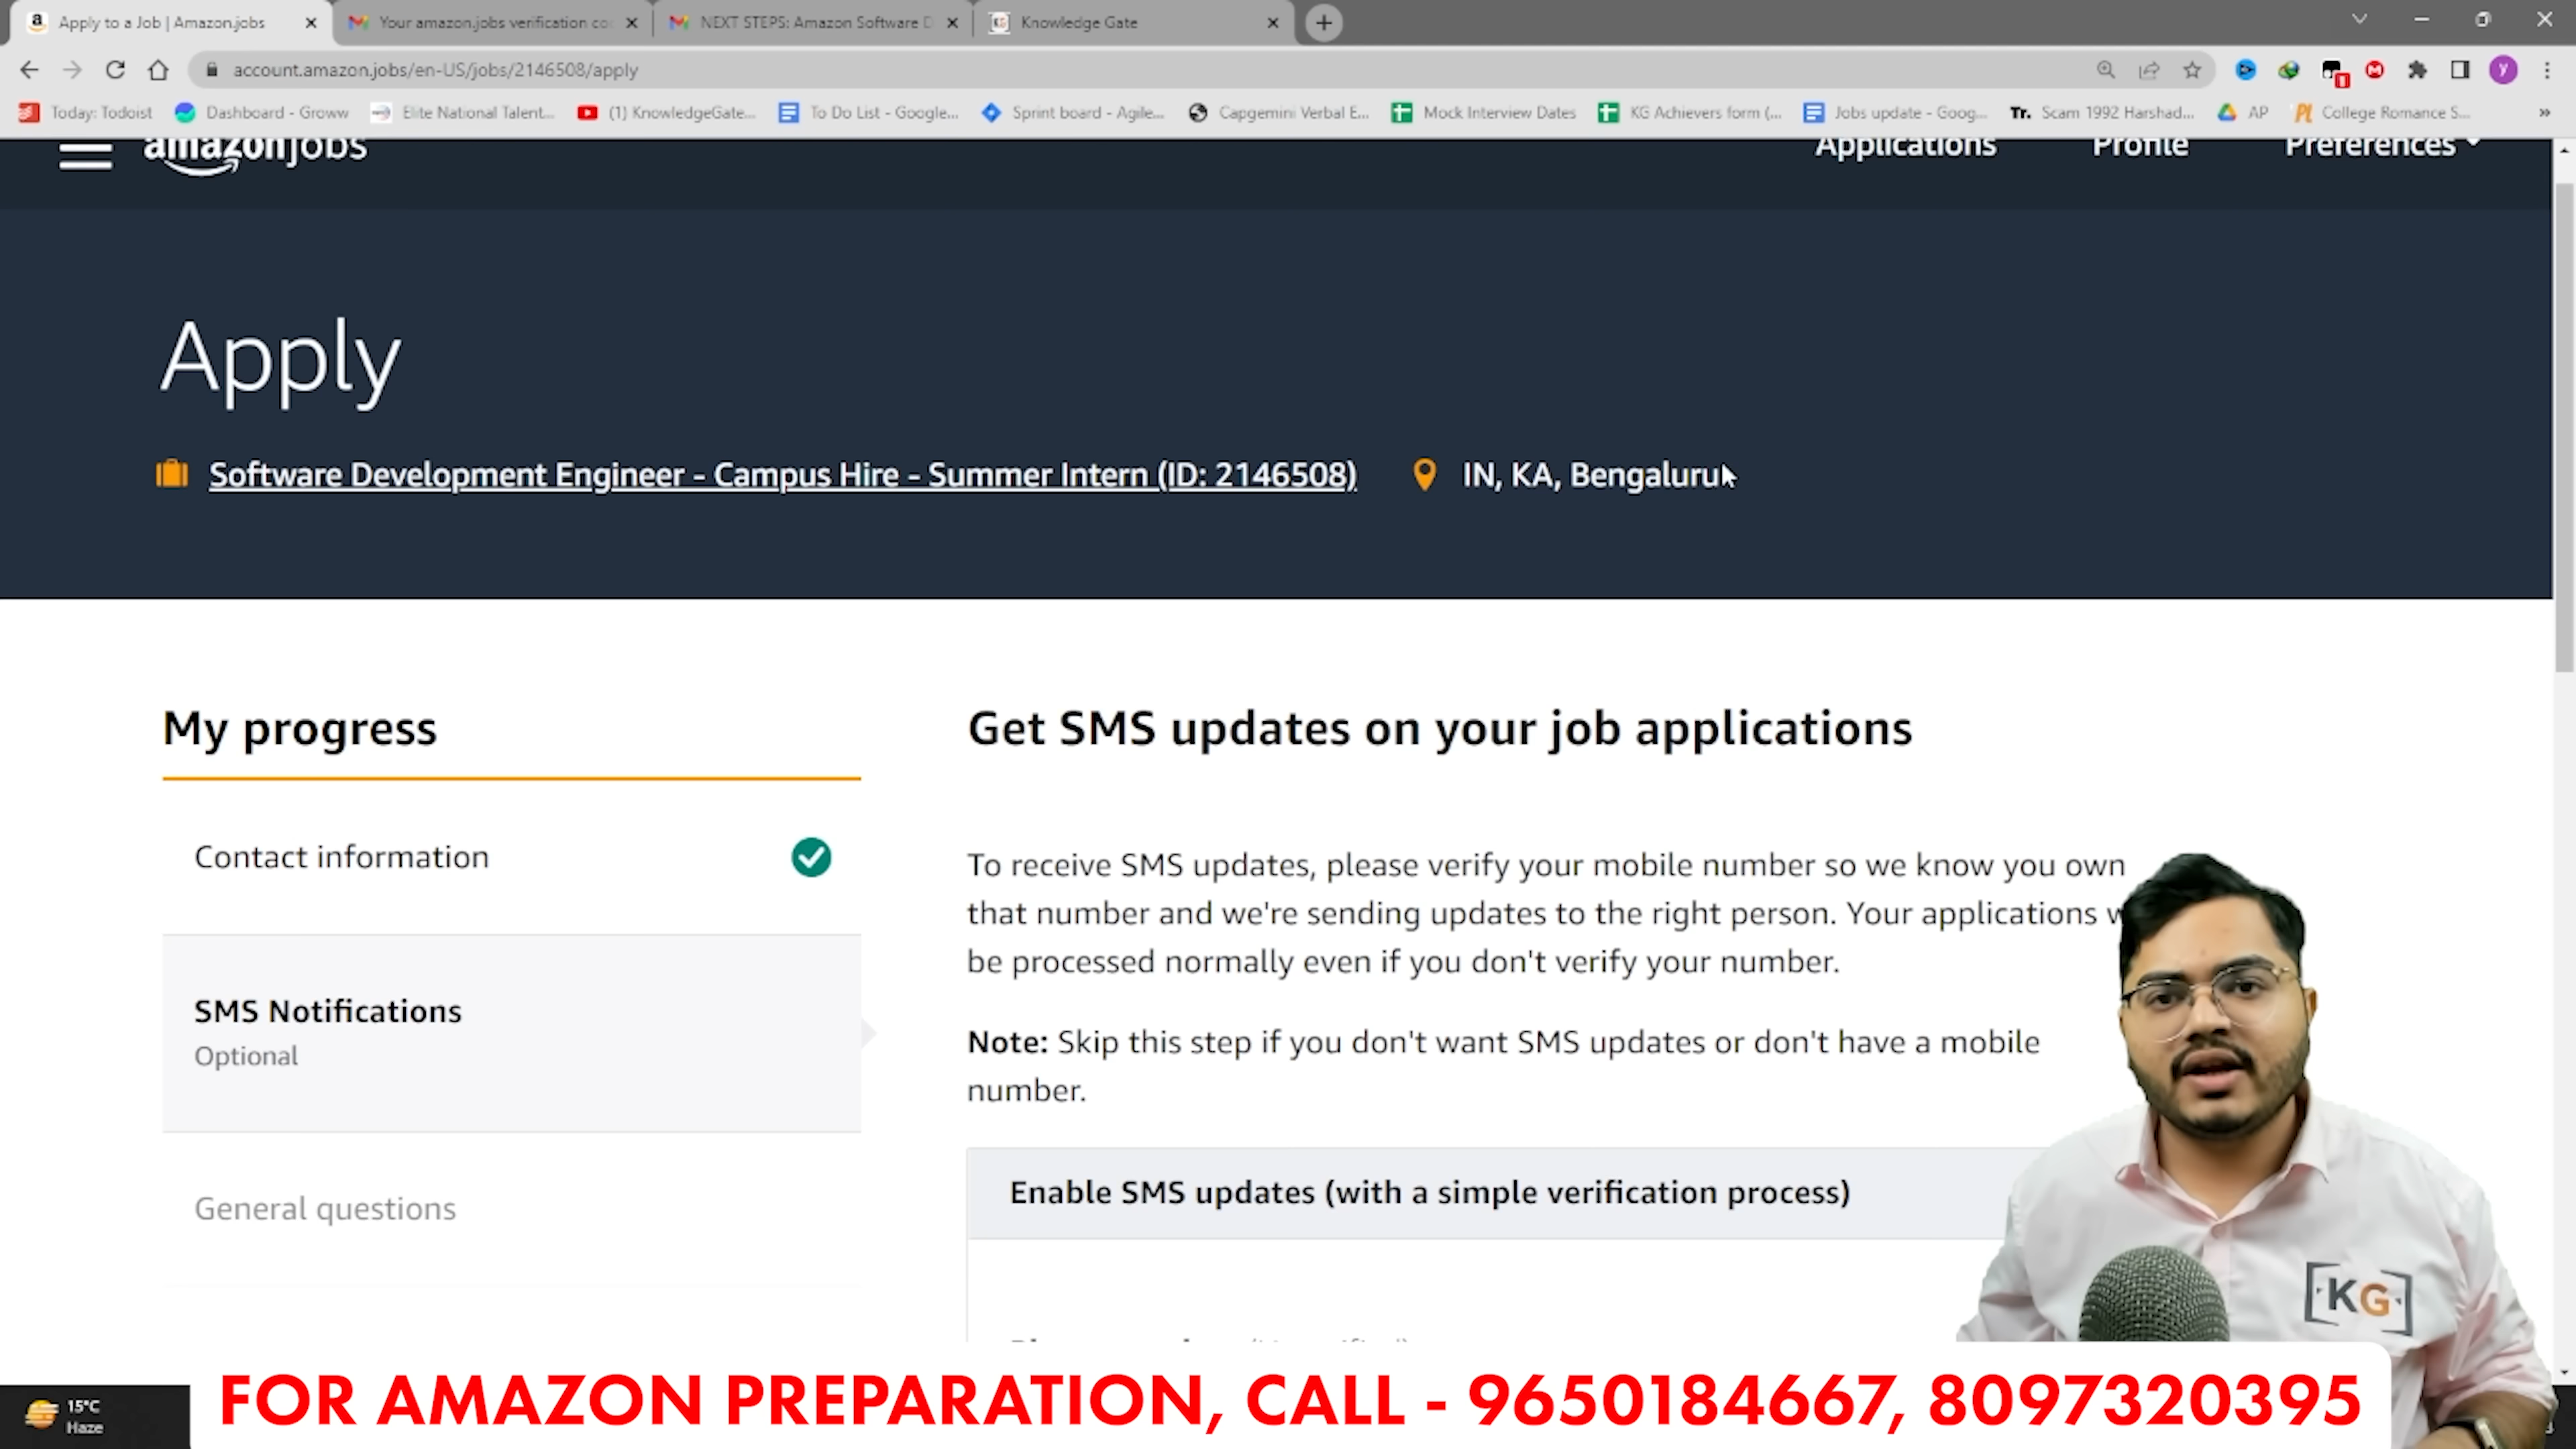 Apply to a Job | Amazon.jobs
Your amazon.jobs verification co
NEXT STEPS: Amazon Software D
Knowledge Gate
account.amazon.jobs/en-US/jobs/2146508/apply
y
Today: Todoist
Dashboard - Groww
Elite National Talent...
(1) KnowledgeGate...
To Do List - Google...
Sprint board - Agile...
Capgemini Verbal E...
Mock Interview Dates
KG Achievers form (...
Jobs update - Goog...
Tr. Scam 1992 Harshad...
AP
College Romance S...
»
amazon jobs
Applications
Profile
Preferences
Apply
Software Development Engineer - Campus Hire - Summer Intern (ID: 2146508)
IN, KA, Bengaluru
My progress
Contact information
SMS Notifications
Optional
General questions
Get SMS updates on your job applications
To receive SMS updates, please verify your mobile number so we know you own
that number and we're sending updates to the right person. Your applications
be processed normally even if you don't verify your number.
Note: Skip this step if you don't want SMS updates or don't have a mobile
number.
Enable SMS updates (with a simple verification process)
[KG]
15°C
Haze
FOR AMAZON PREPARATION, CALL - 9650184667, 8097320395